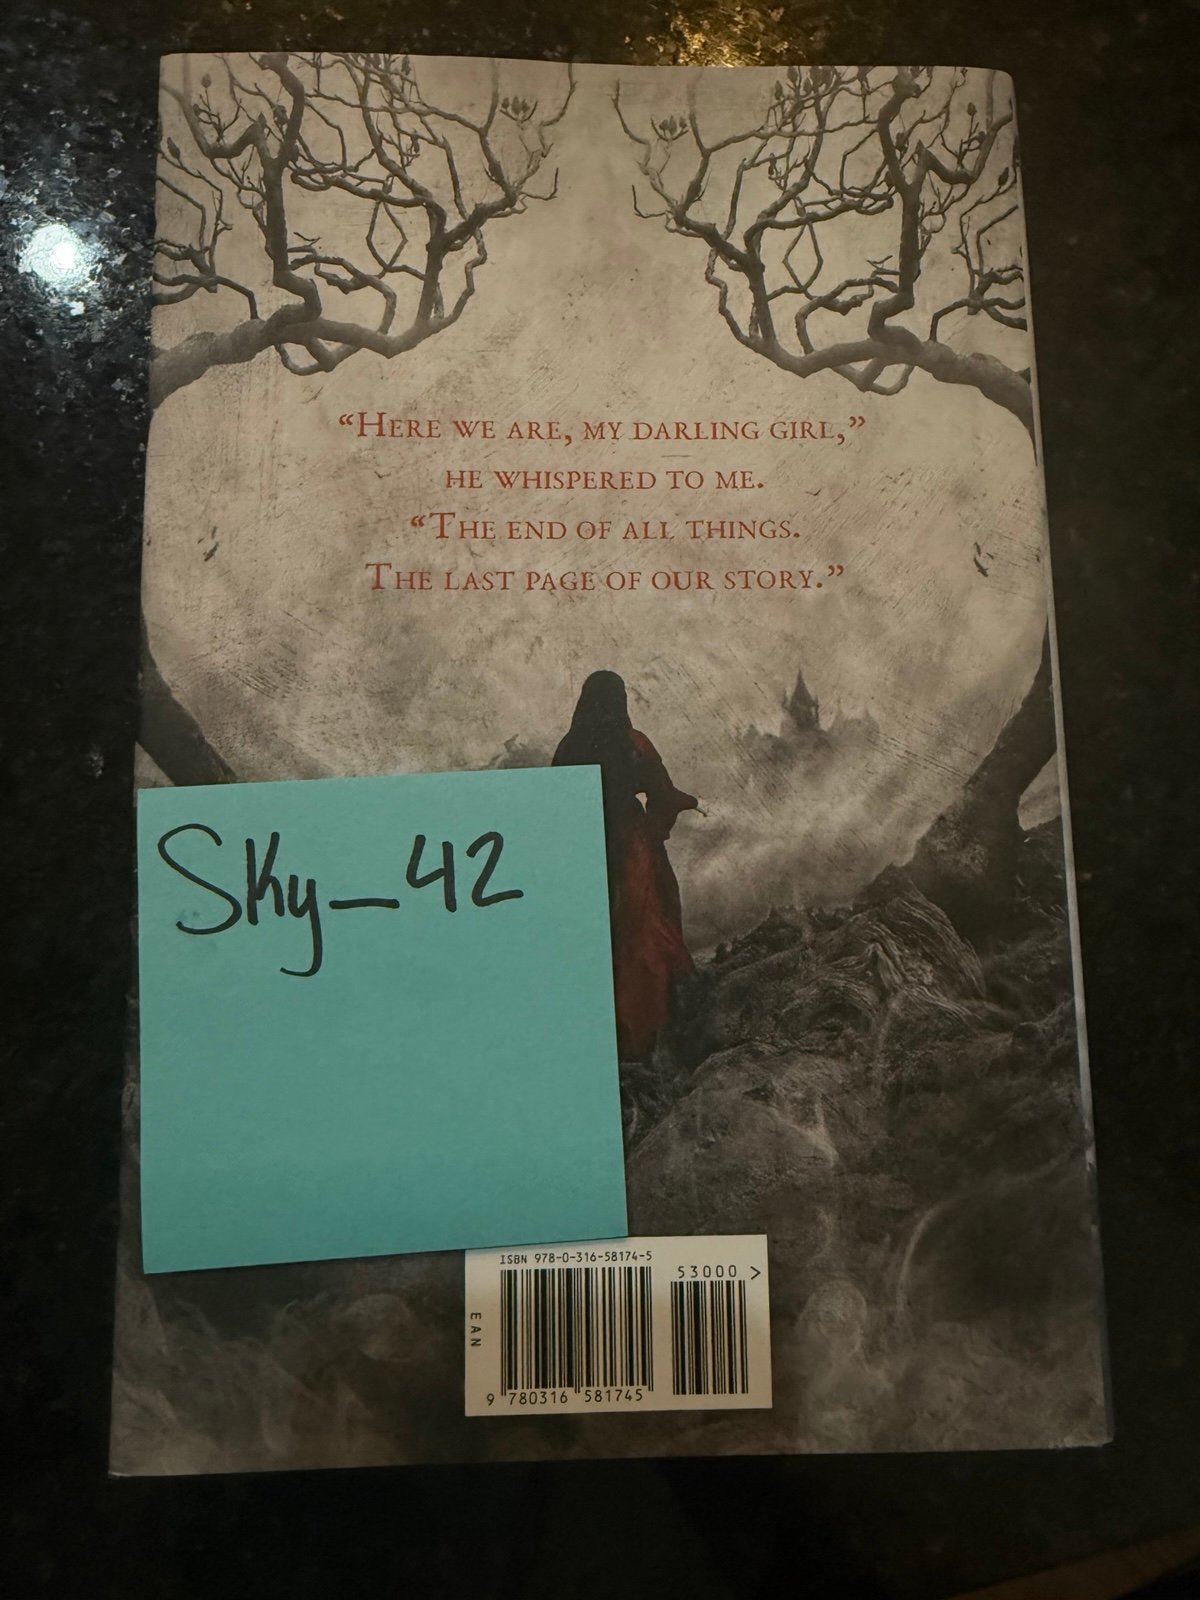 “Here we are, my darling girl,”
he whispered to me.
“The end of all things.
The last page of our story.”
Sky_42
ISBN 978-0-316-58174-5
53000 >
EAN
9 780316 581745